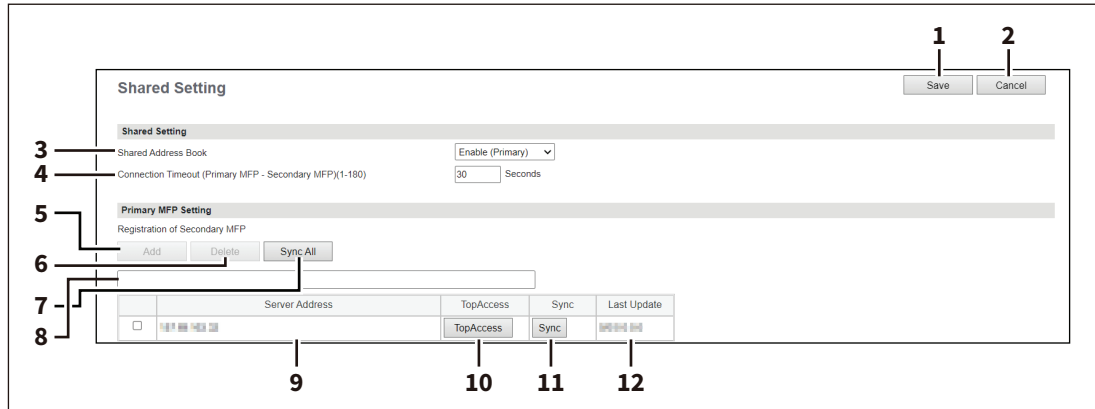 1 2
Shared Setting Save Cancel
Shared Setting
3 Shared Address Book Enable (Primary)
4 Connection Timeout (Primary MFP - Secondary MFP)(1-180) 30 Seconds
5 Primary MFP Setting
Registration of Secondary MFP
Add Delete Sync All
6
7
8
Server Address TopAccess Sync Last Update
TopAccess Sync
9 10 11 12